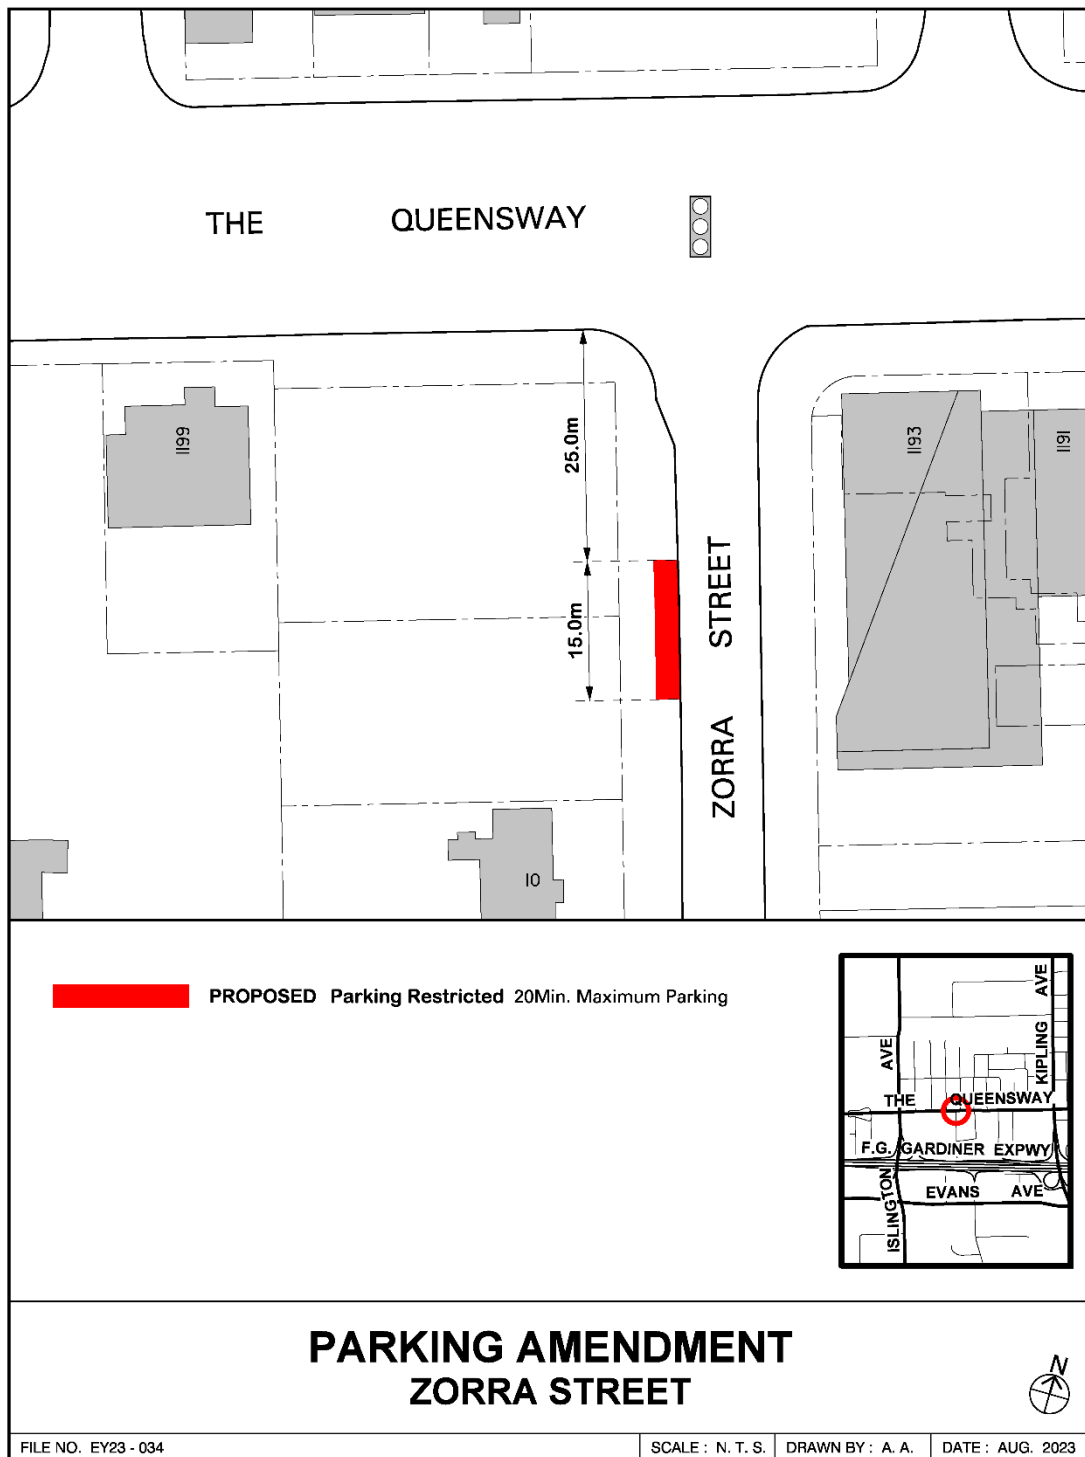 THE QUEENSWAY
25.0m
15.0m
ZORRA STREET
1199
1193
1191
10
PROPOSED Parking Restricted 20Min. Maximum Parking
AVE
KIPLING
AVE
THE QUEENSWAY
F.G. GARDINER EXPWY
EVANS AVE
ISLINGTON
PARKING AMENDMENT
ZORRA STREET
N
FILE NO. EY23 - 034
SCALE : N. T. S.
DRAWN BY : A. A.
DATE : AUG. 2023